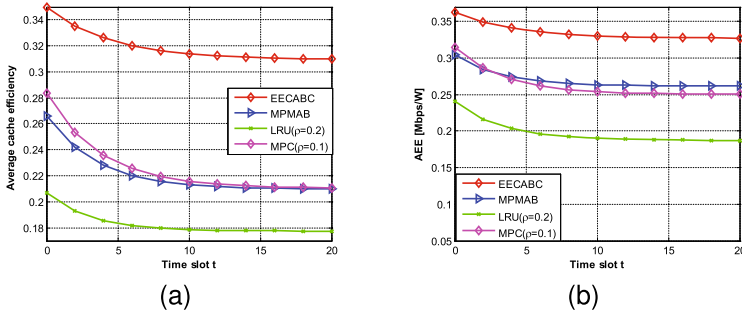 0.34
0.32
0.3
0.28
0.26
0.24
0.22
0.2
0.18
0
5
10
15
20
Average cache efficiency
Time slot t
EECABC
MPMAB
LRU(ρ=0.2)
MPC(ρ=0.1)
(a)
0.35
0.3
0.25
0.2
0.15
0.1
0.05
0
5
10
15
20
AEE [Mbps/W]
Time slot t
EECABC
MPMAB
LRU(ρ=0.2)
MPC(ρ=0.1)
(b)